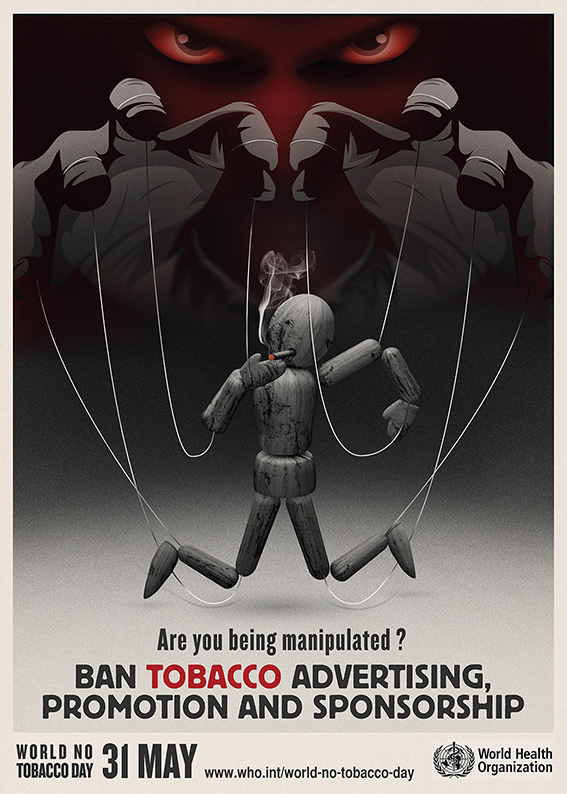 Are you being manipulated ?
BAN TOBACCO ADVERTISING,
PROMOTION AND SPONSORSHIP
WORLD NO
TOBACCO DAY
31 MAY
www.who.int/world-no-tobacco-day
World Health
Organization